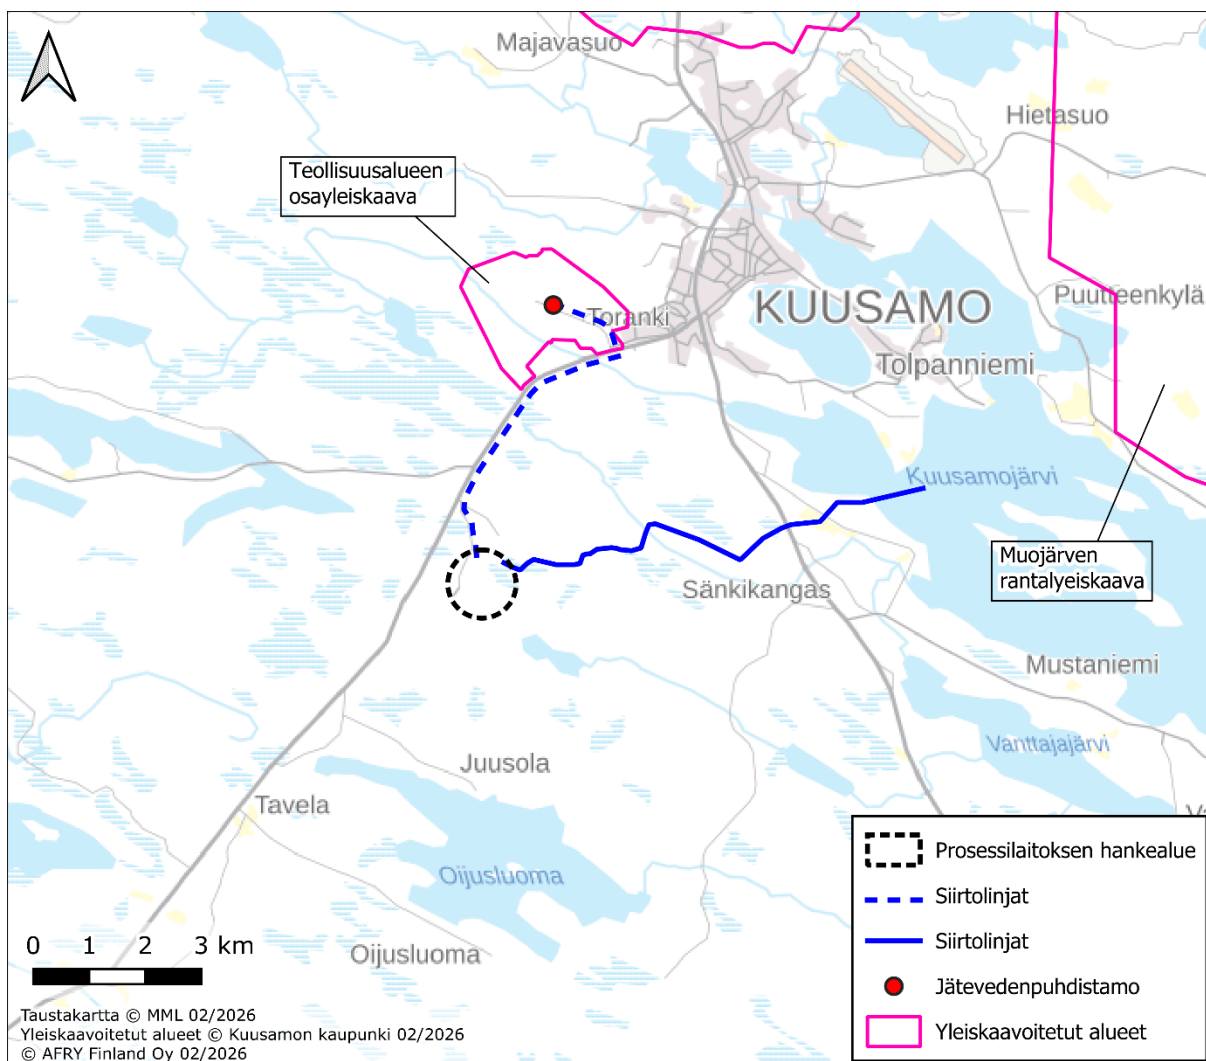 Majavasuo
Hietasuo
Teollisuusalueen
osayleiskaava
Toranki
KUUSAMO
Puutteenkylä
Tolpanniemi
Kuusamojärvi
Muojärven
rantalyeiskaava
Sänkikangas
Mustaniemi
Vanttajajärvi
Juusola
Tavela
Oijusluoma
Oijusluoma
Prosessilaitoksen hankealue
Siirtolinjat
Siirtolinjat
Jätevedenpuhdistamo
Yleiskaavoitetut alueet
0 1 2 3 km
Taustakartta © MML 02/2026
Yleiskaavoitetut alueet © Kuusamon kaupunki 02/2026
© AFRY Finland Oy 02/2026